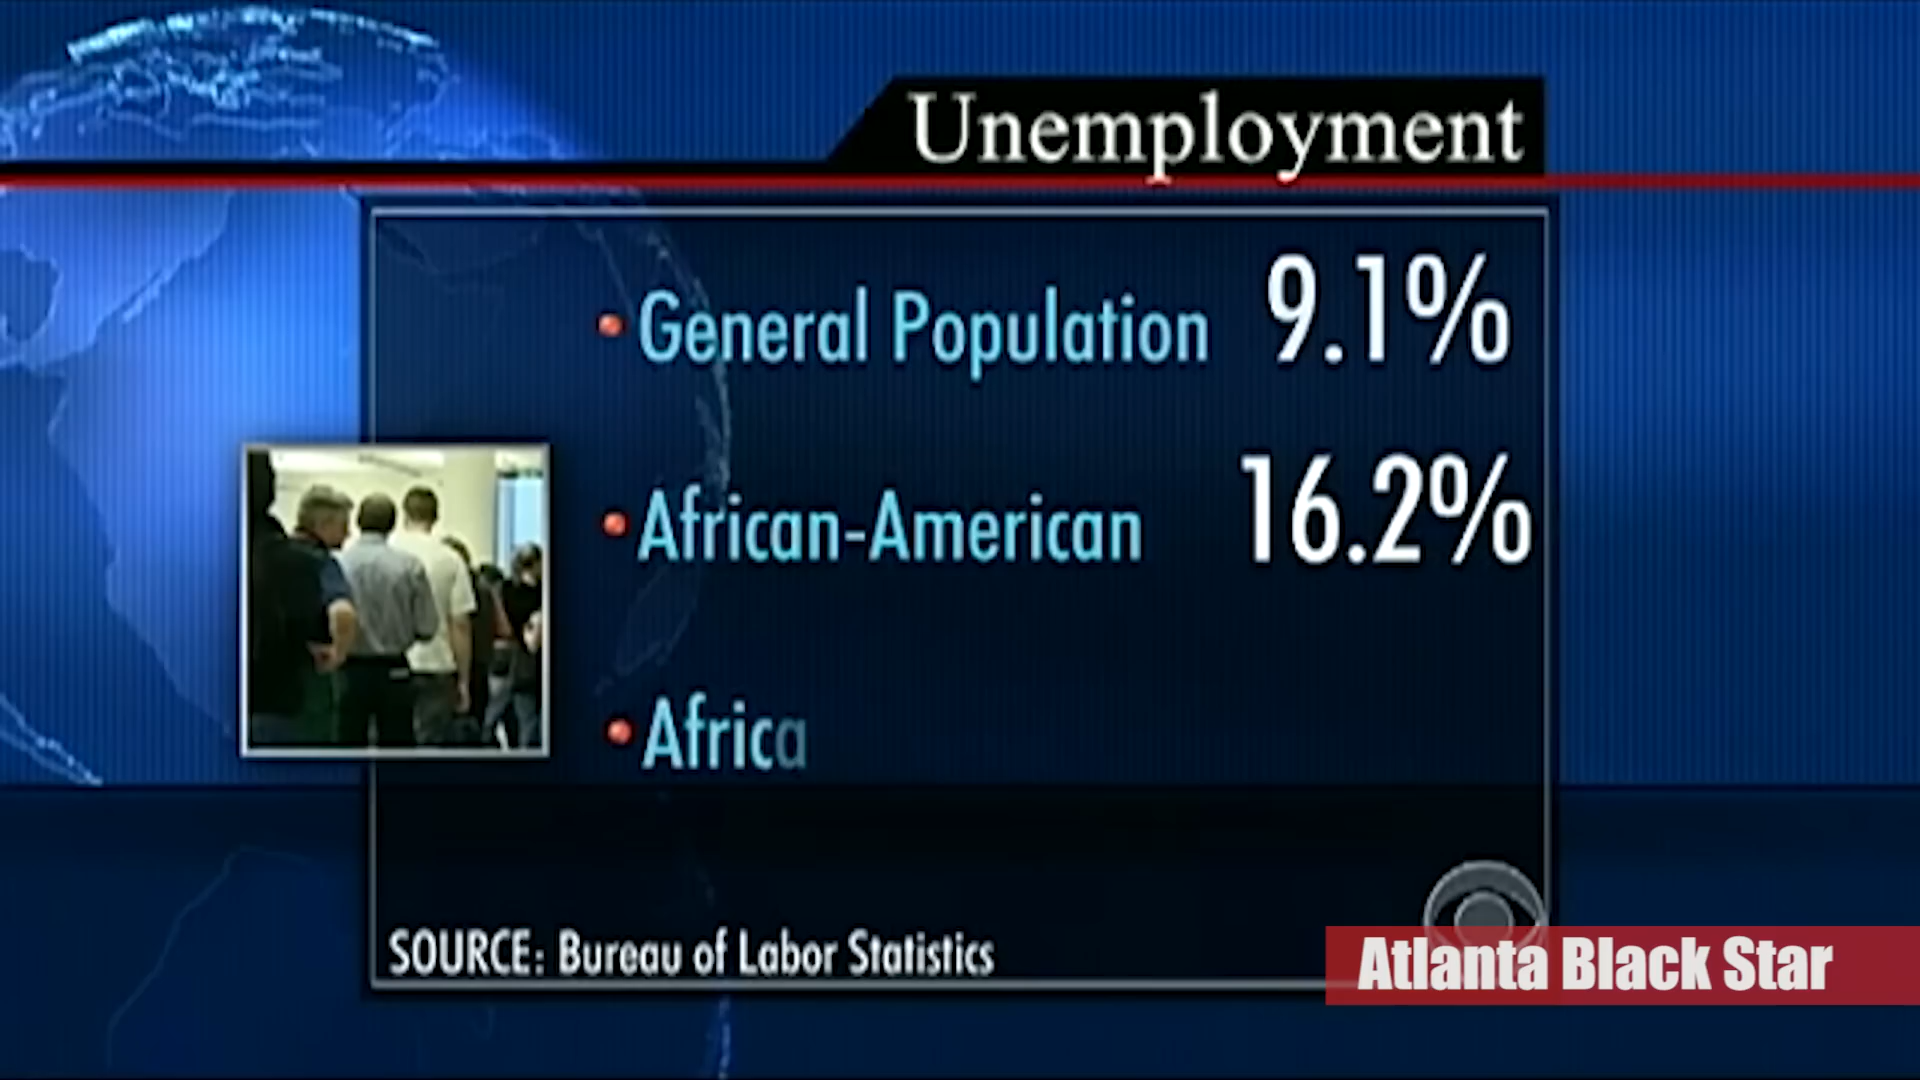 Unemployment
• General Population 9.1%
• African-American 16.2%
• Africa
SOURCE: Bureau of Labor Statistics
Atlanta Black Star